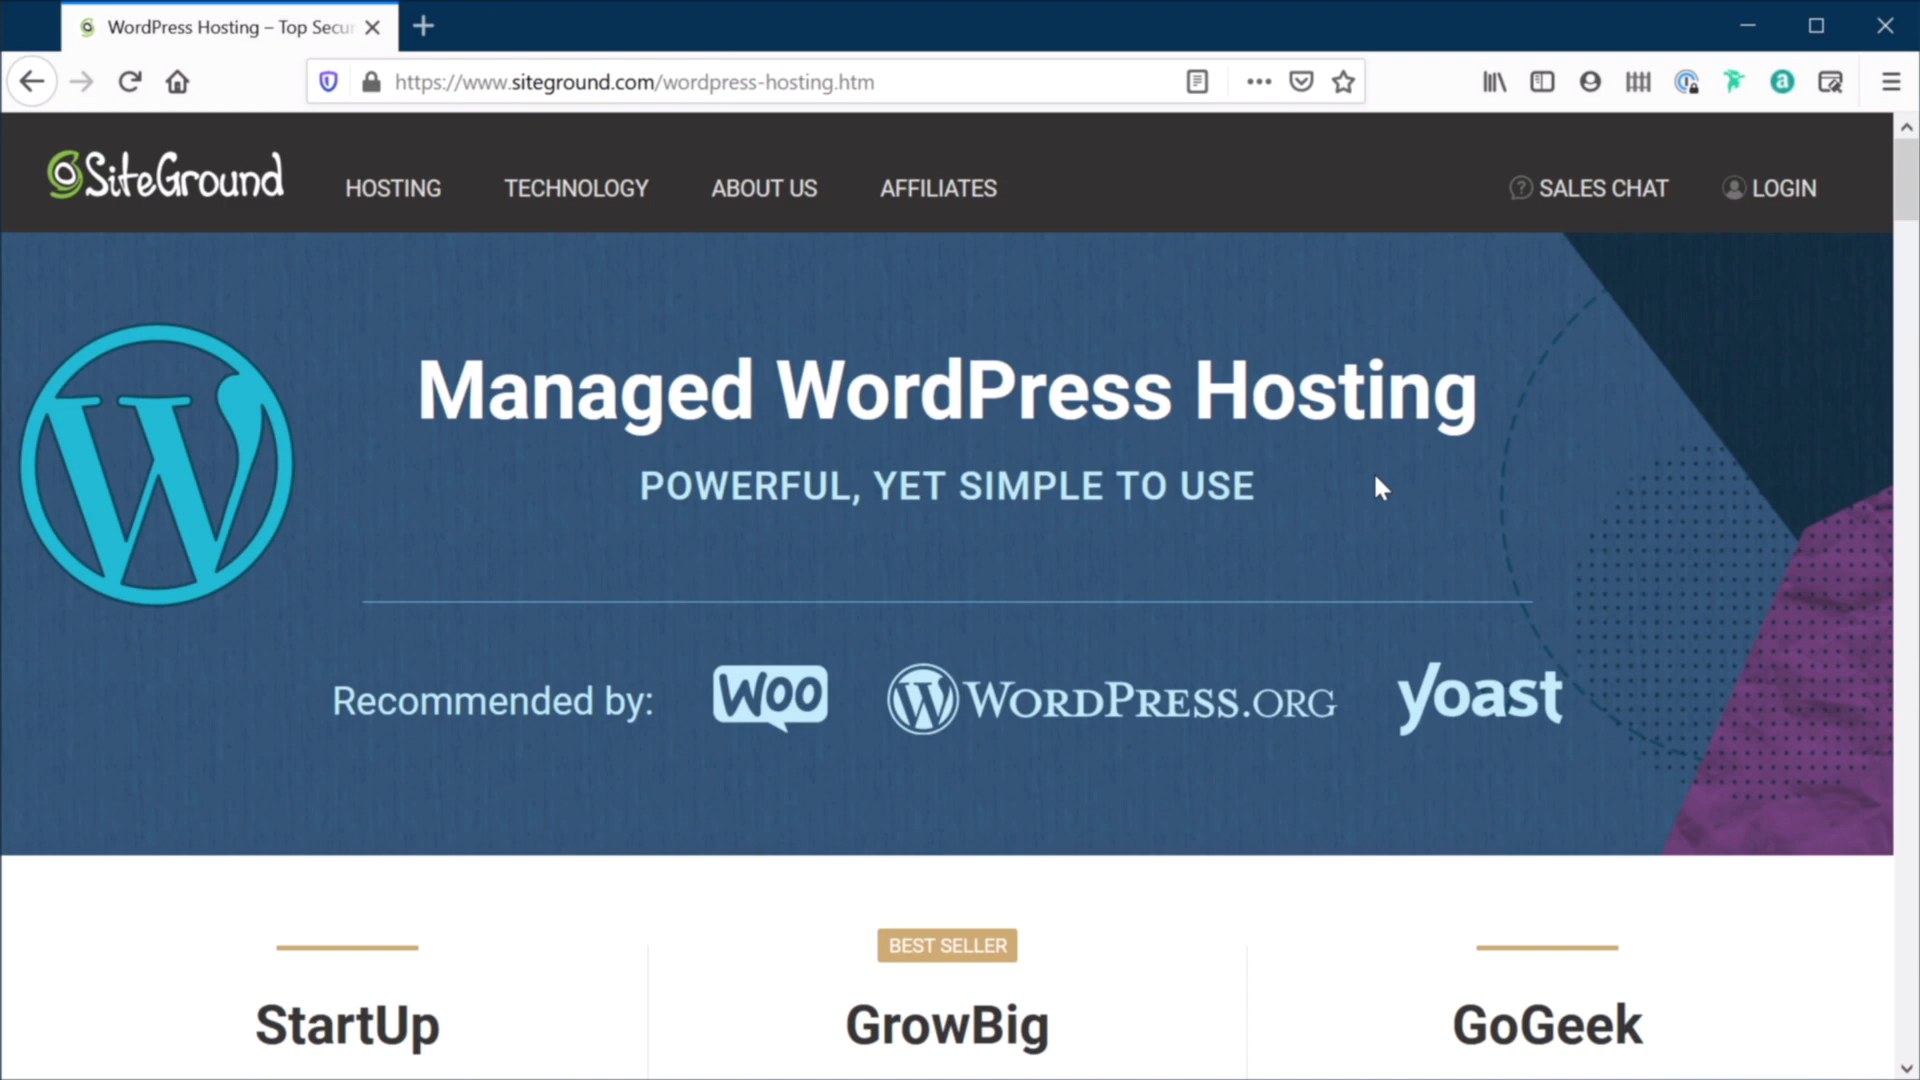 WordPress Hosting – Top Secu
https://www.siteground.com/wordpress-hosting.htm
SiteGround
HOSTING
TECHNOLOGY
ABOUT US
AFFILIATES
SALES CHAT
LOGIN
Managed WordPress Hosting
POWERFUL, YET SIMPLE TO USE
Recommended by:
WOO
WORDPRESS.ORG
yoast
BEST SELLER
StartUp
GrowBig
GoGeek